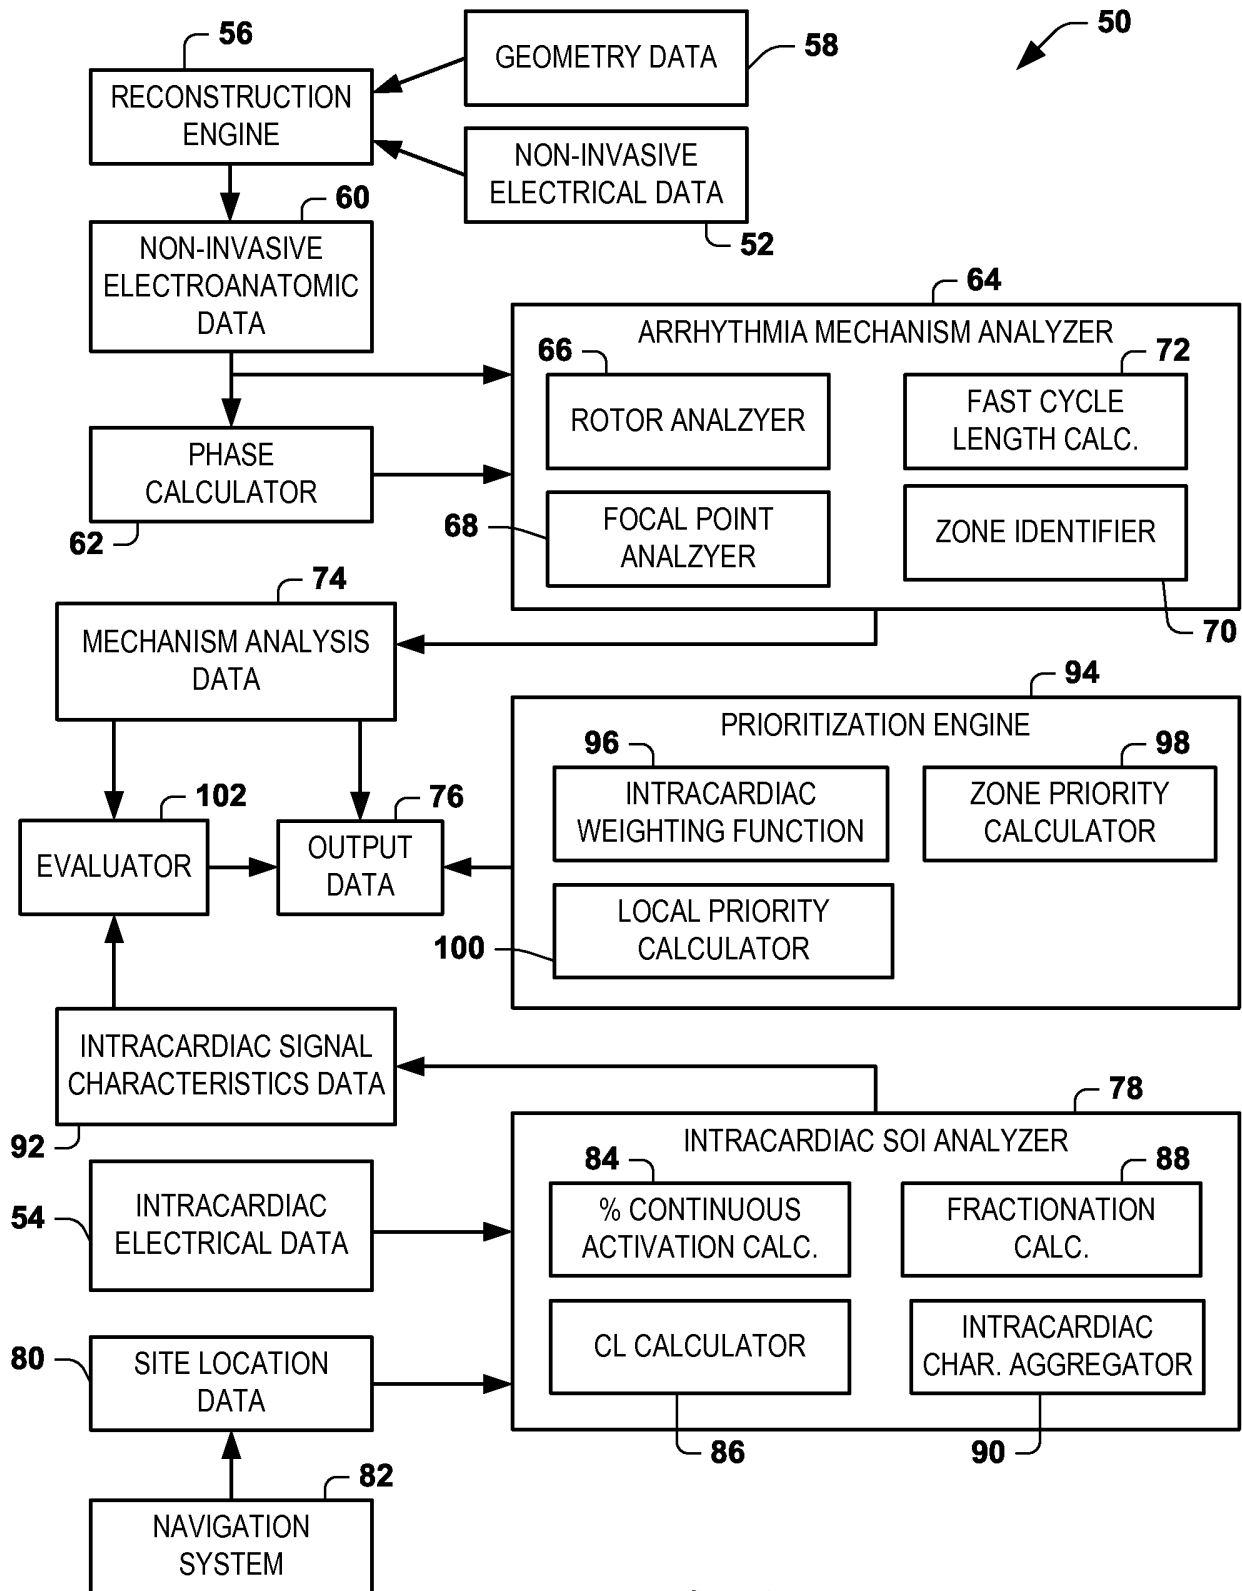 50
56
RECONSTRUCTION
ENGINE
GEOMETRY DATA
58
NON-INVASIVE
ELECTRICAL DATA
52
60
NON-INVASIVE
ELECTROANATOMIC
DATA
64
ARRHYTHMIA MECHANISM ANALYZER
66
ROTOR ANALZYER
72
FAST CYCLE
LENGTH CALC.
PHASE
CALCULATOR
62
68
FOCAL POINT
ANALZYER
ZONE IDENTIFIER
70
74
MECHANISM ANALYSIS
DATA
94
PRIORITIZATION ENGINE
96
INTRACARDIAC
WEIGHTING FUNCTION
98
ZONE PRIORITY
CALCULATOR
102
EVALUATOR
76
OUTPUT
DATA
LOCAL PRIORITY
CALCULATOR
100
INTRACARDIAC SIGNAL
CHARACTERISTICS DATA
92
78
INTRACARDIAC SOI ANALYZER
84
% CONTINUOUS
ACTIVATION CALC.
88
FRACTIONATION
CALC.
54
INTRACARDIAC
ELECTRICAL DATA
CL CALCULATOR
86
INTRACARDIAC
CHAR. AGGREGATOR
90
80
SITE LOCATION
DATA
82
NAVIGATION
SYSTEM